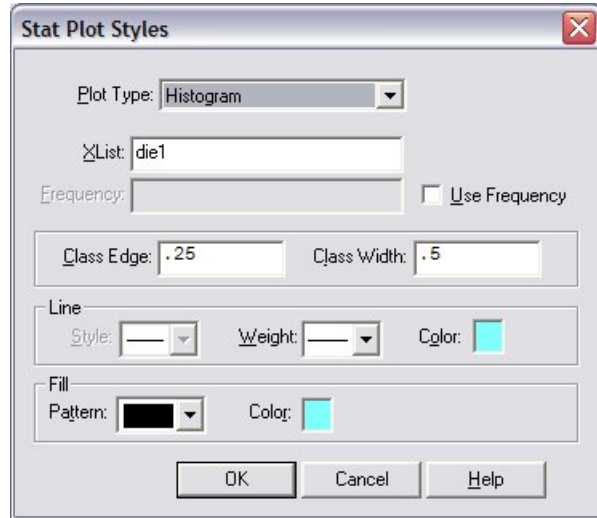 Stat Plot Styles
Plot Type: Histogram
XList: die1
Frequency: Use Frequency
Class Edge: .25 Class Width: .5
Line
Style: Weight: Color:
Fill
Pattern: Color:
OK Cancel Help